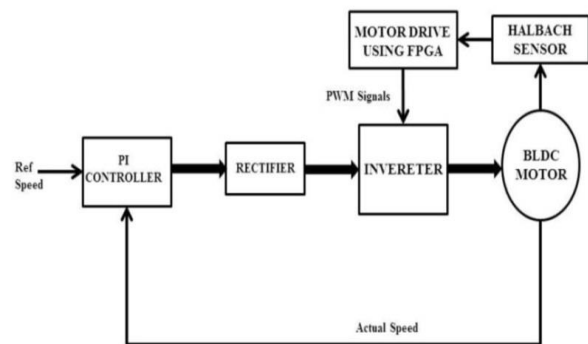 MOTOR DRIVE
USING FPGA
HALBACH
SENSOR
PWM Signals
Ref
Speed
PI
CONTROLLER
RECTIFIER
INVERETER
BLDC
MOTOR
Actual Speed